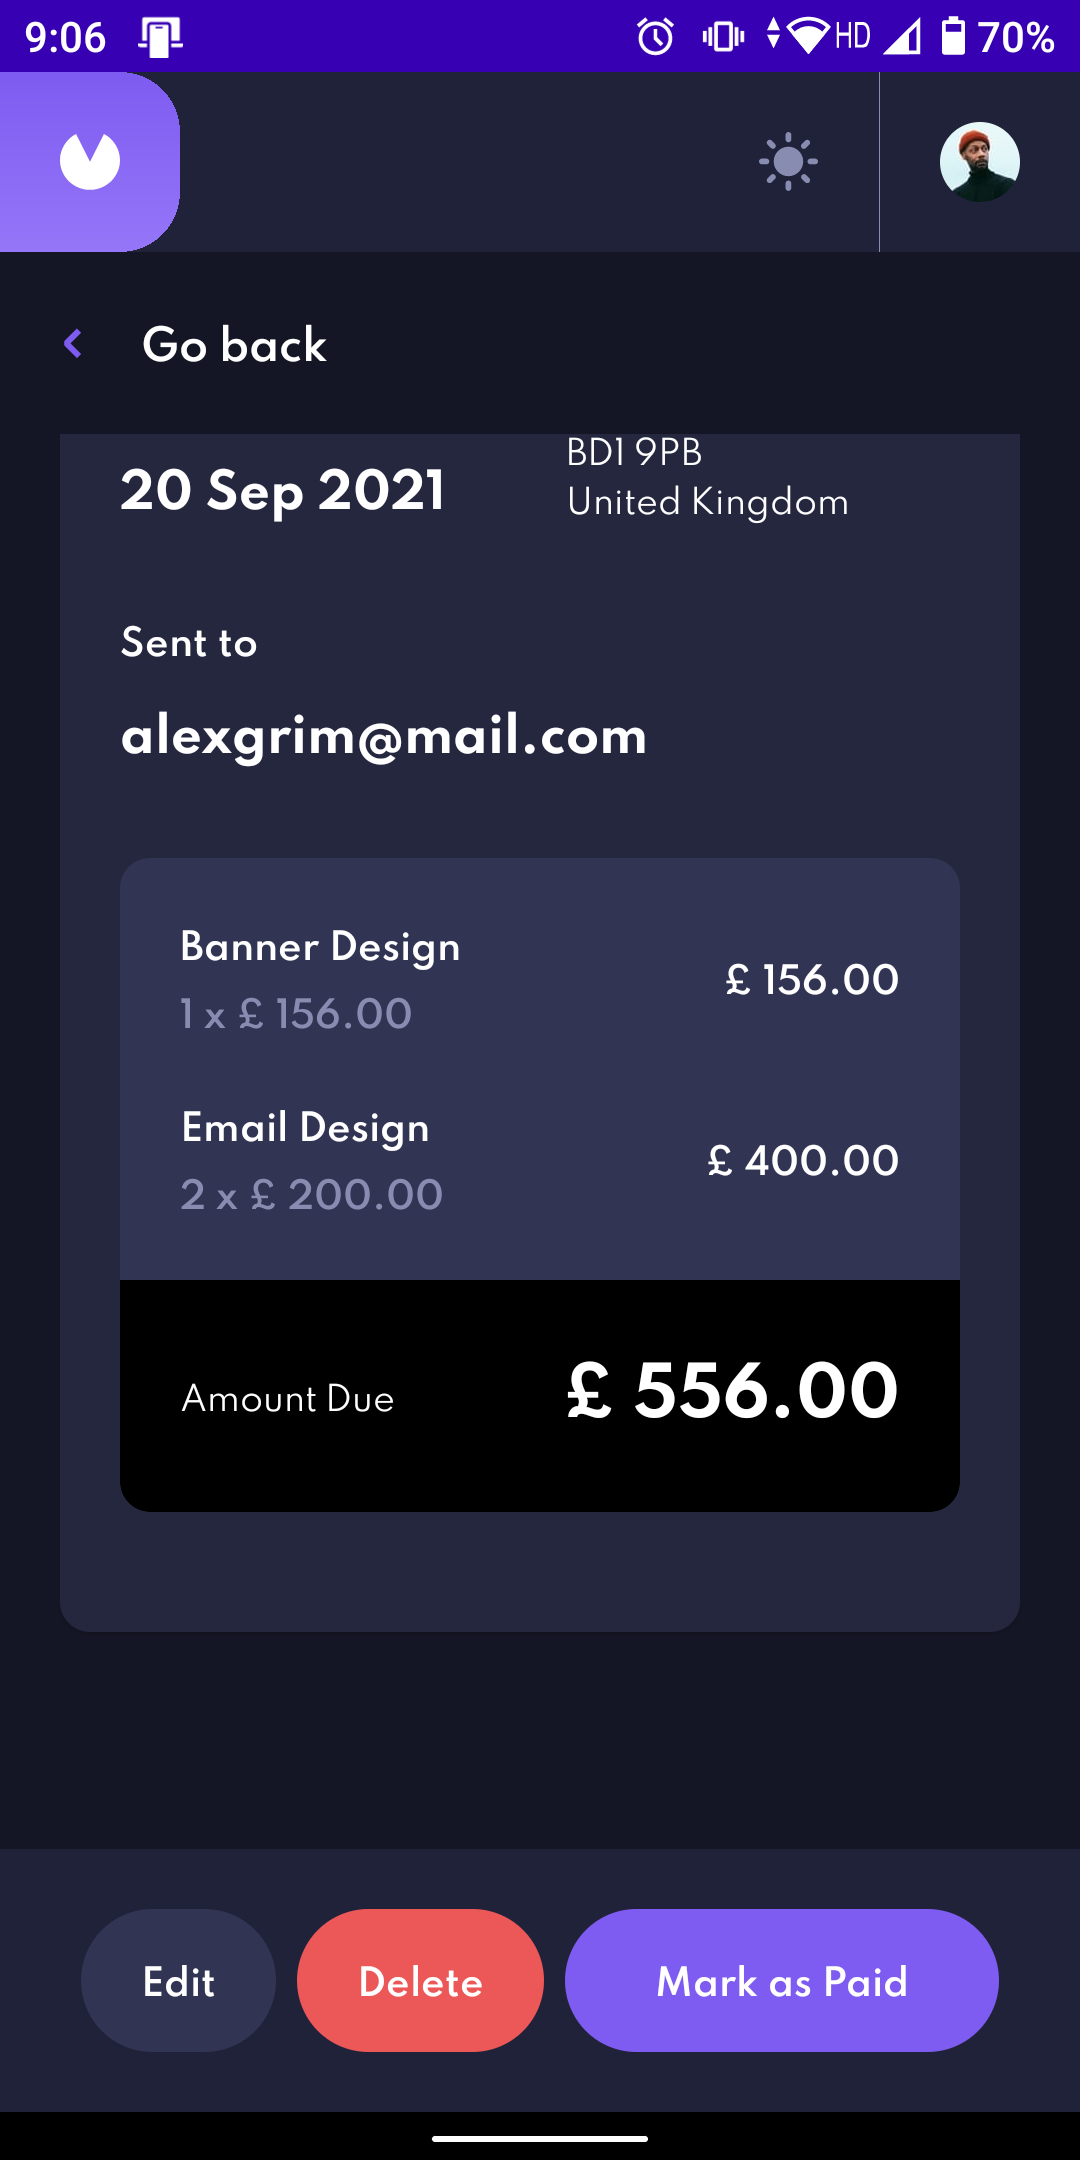 9:06
HD
70%
Go back
BD1 9PB
20 Sep 2021
United Kingdom
Sent to
alexgrim@mail.com
Banner Design
£ 156.00
1 x £ 156.00
Email Design
£ 400.00
2 x £ 200.00
Amount Due
£ 556.00
Edit
Delete
Mark as Paid